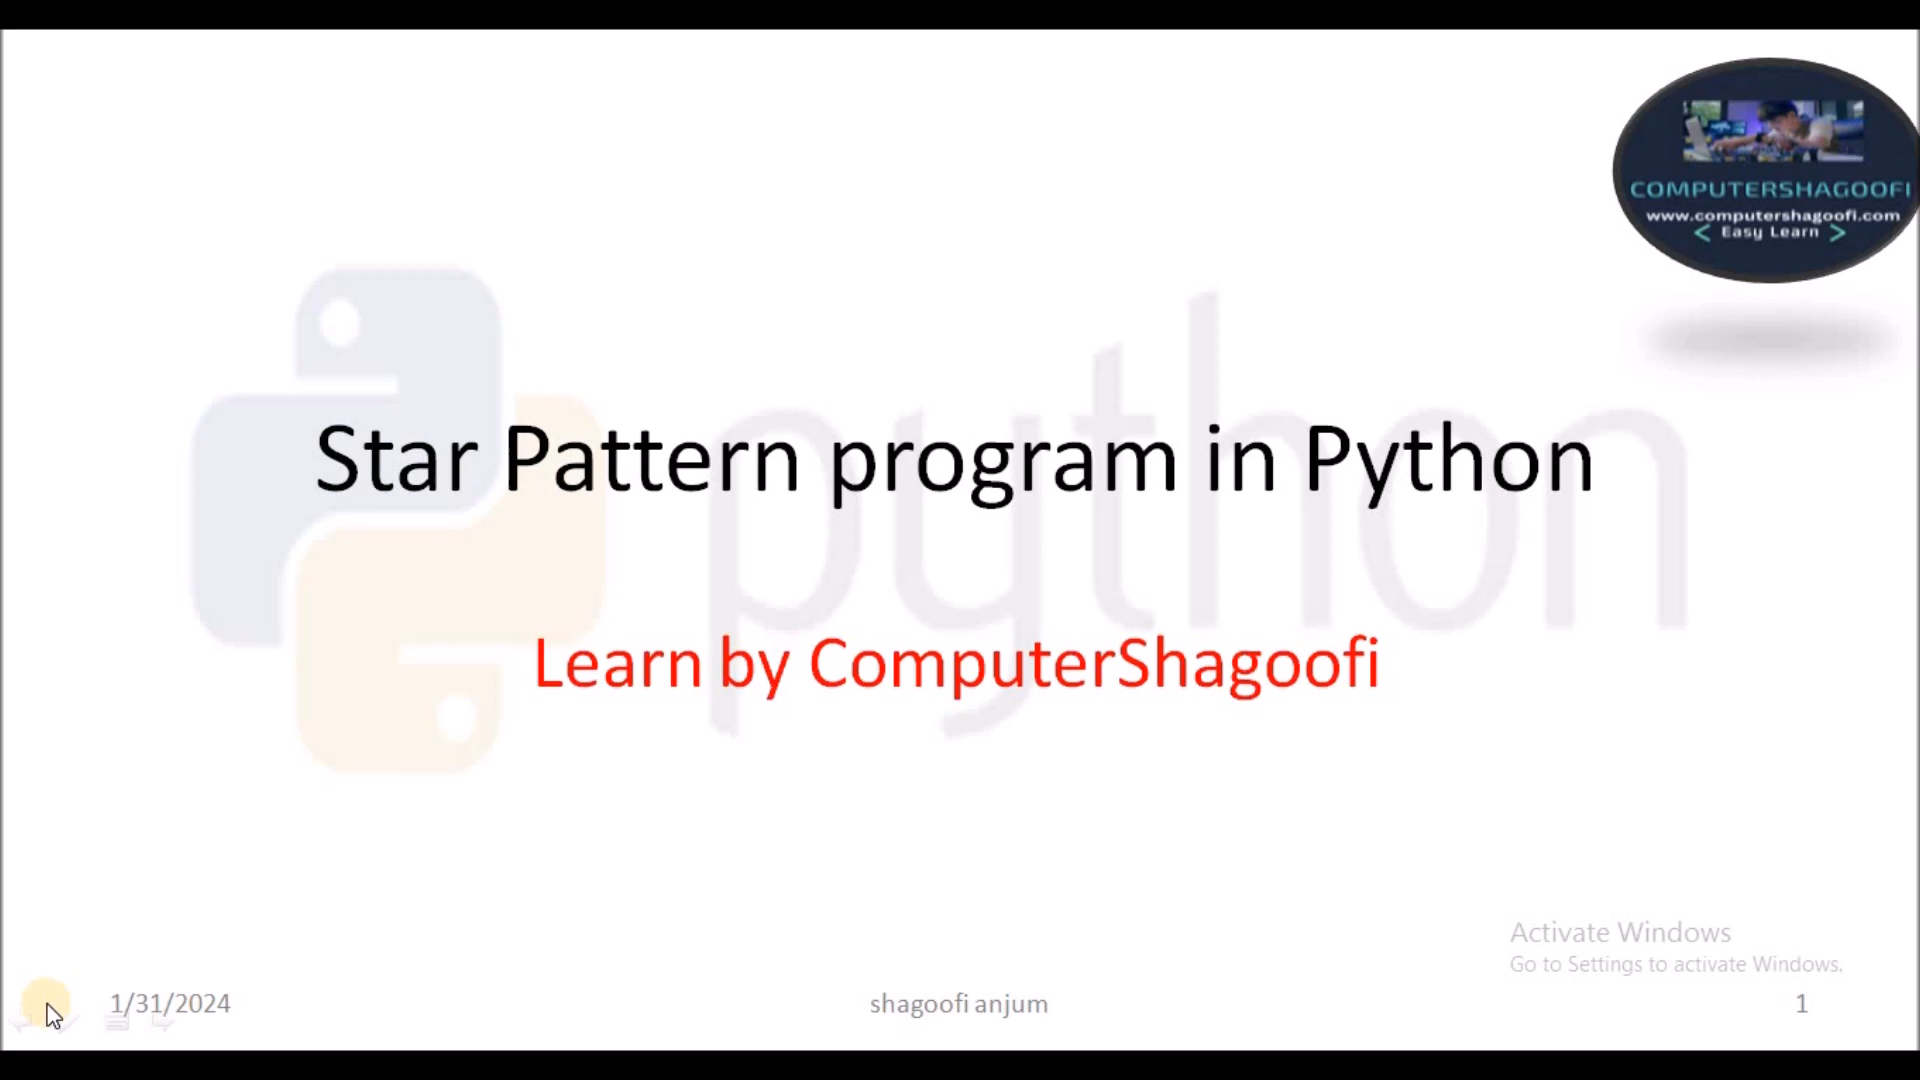 COMPUTERSHAGOOFI
www.computershagoofi.com
< Easy Learn >
python
Star Pattern program in Python
Learn by ComputerShagoofi
Activate Windows
Go to Settings to activate Windows.
1/31/2024
shagoofi anjum
1